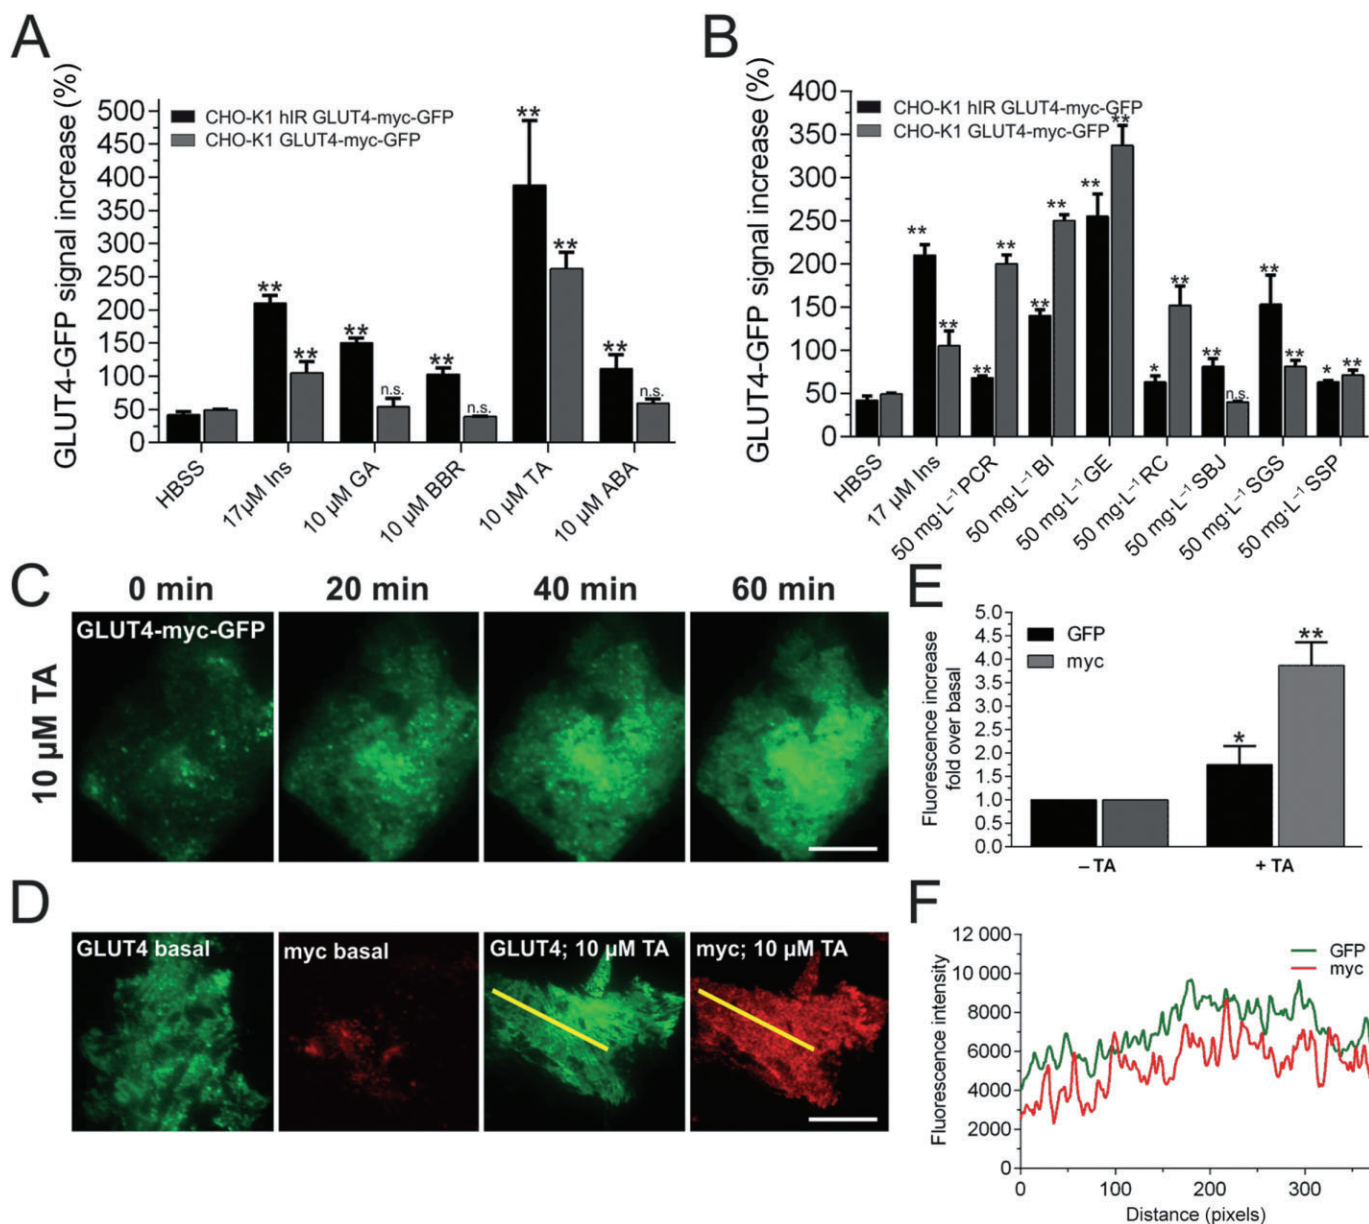 A
GLUT4-GFP signal increase (%)
500
450
400
350
300
250
200
150
100
50
0
CHO-K1 hIR GLUT4-myc-GFP
CHO-K1 GLUT4-myc-GFP
**
**
**
n.s.
**
n.s.
**
**
**
n.s.
HBSS
17µM Ins
10 µM GA
10 µM BBR
10 µM TA
10 µM ABA
B
GLUT4-GFP signal increase (%)
400
350
300
250
200
150
100
50
0
CHO-K1 hIR GLUT4-myc-GFP
CHO-K1 GLUT4-myc-GFP
**
**
**
**
**
**
**
**
*
**
**
n.s.
**
**
*
**
HBSS
17 µM Ins
50 mg·L⁻¹ PCR
50 mg·L⁻¹ BI
50 mg·L⁻¹ GE
50 mg·L⁻¹ RC
50 mg·L⁻¹ SBJ
50 mg·L⁻¹ SGS
50 mg·L⁻¹ SSP
C
0 min
20 min
40 min
60 min
10 µM TA
GLUT4-myc-GFP
D
GLUT4 basal
myc basal
GLUT4; 10 µM TA
myc; 10 µM TA
E
Fluorescence increase
fold over basal
5.0
4.5
4.0
3.5
3.0
2.5
2.0
1.5
1.0
0.5
0.0
GFP
myc
*
**
– TA
+ TA
F
Fluorescence intensity
12 000
10 000
8000
6000
4000
2000
0
GFP
myc
0
100
200
300
Distance (pixels)